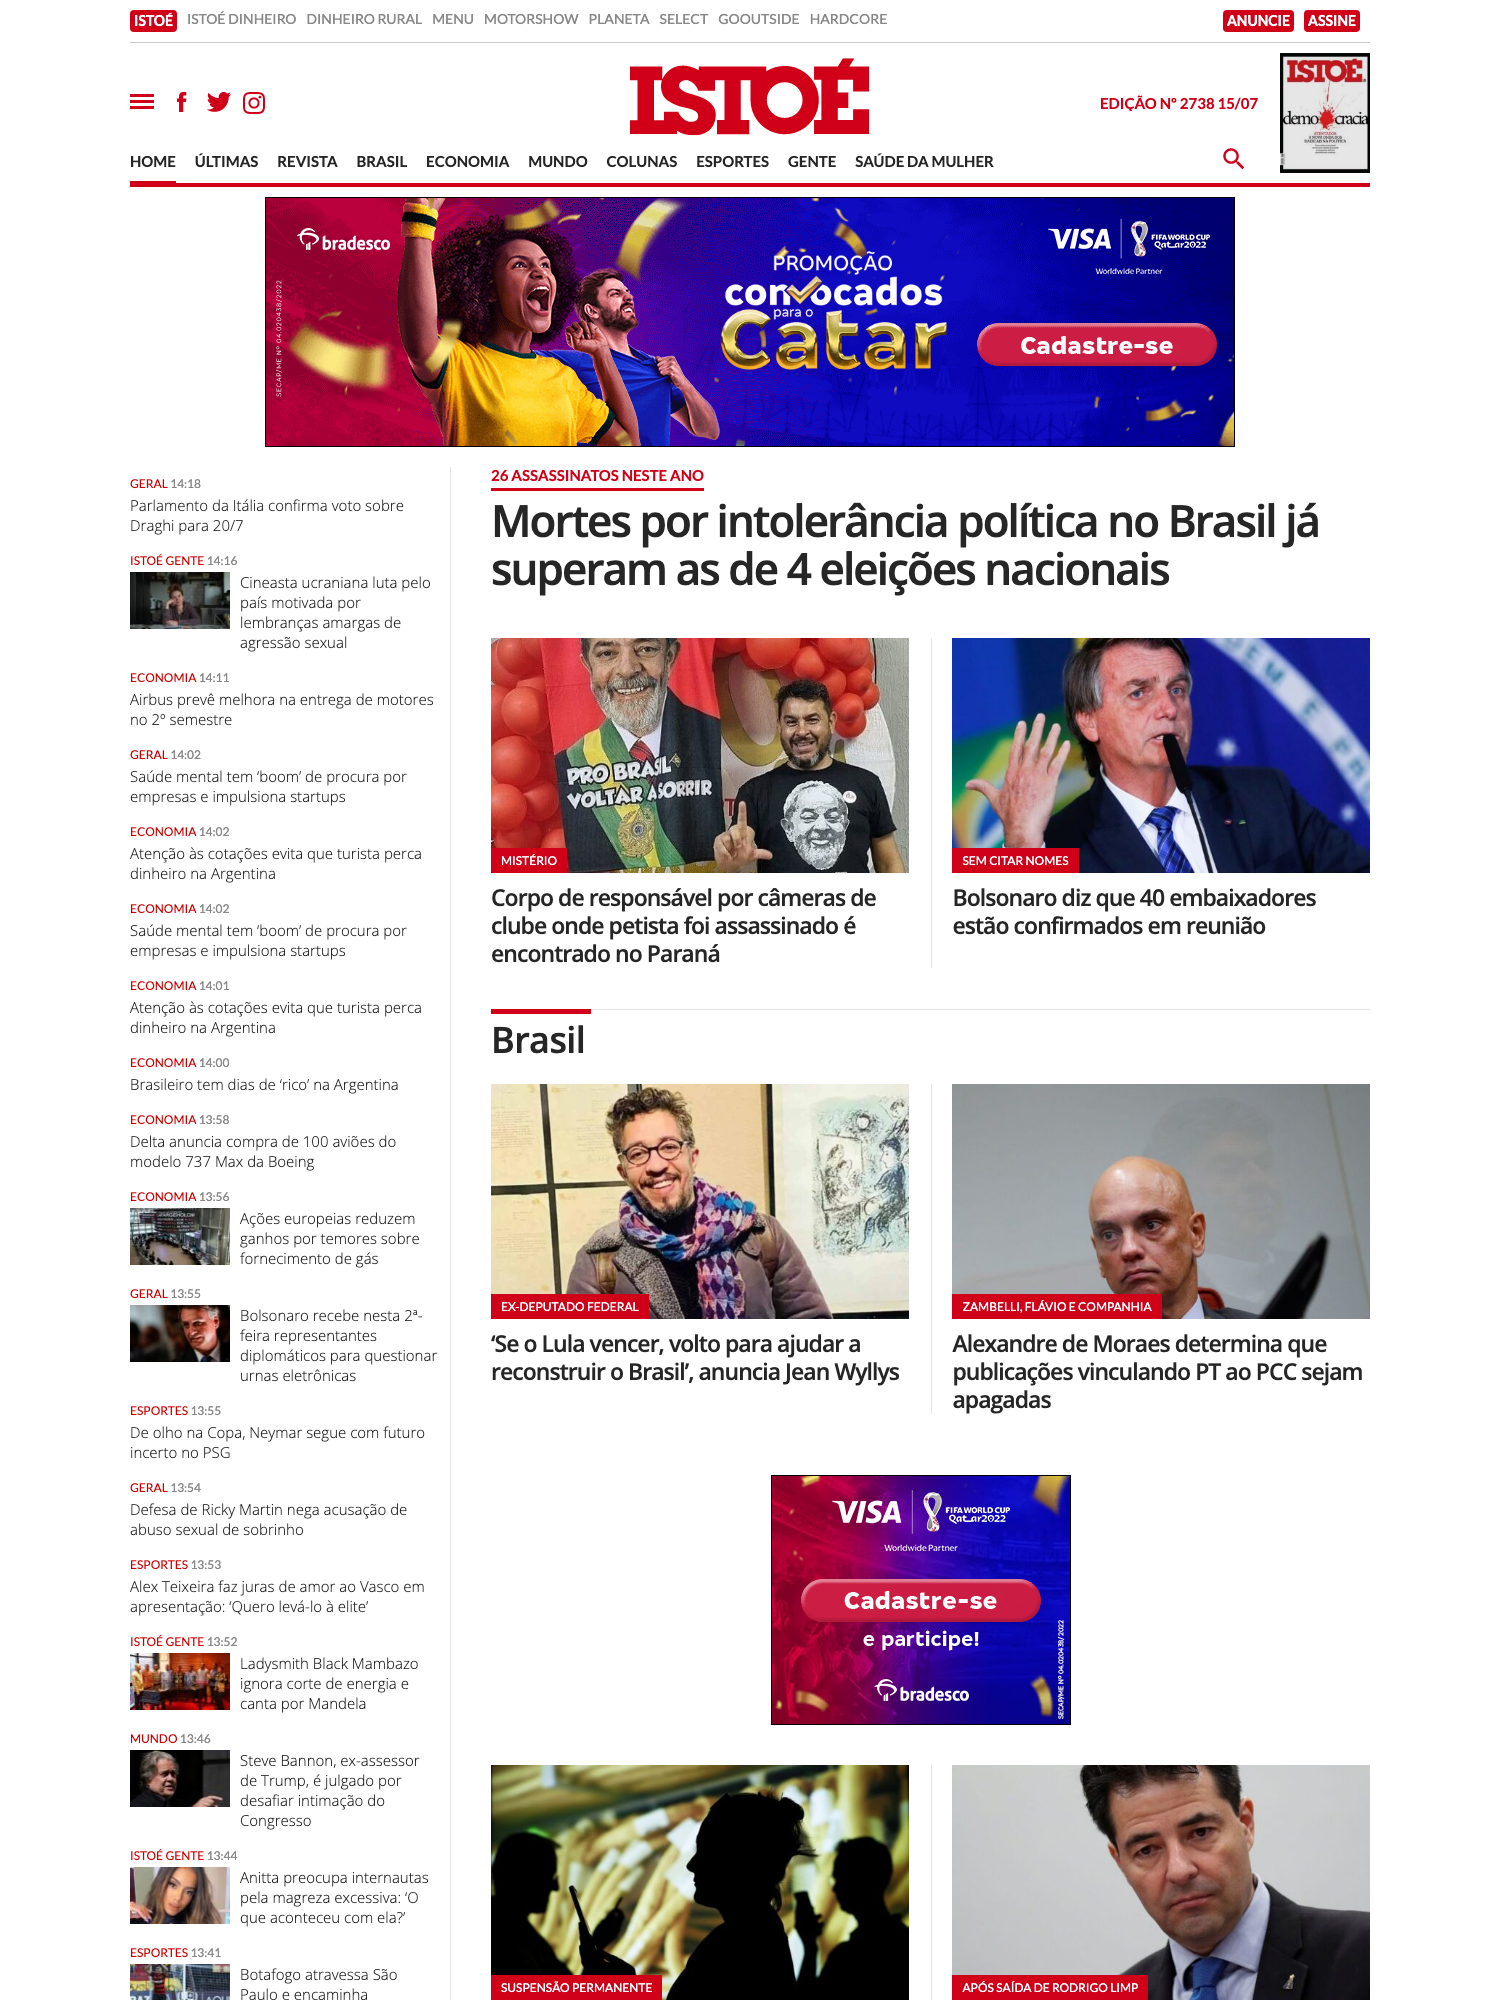 ISTOÉ ISTOÉ DINHEIRO DINHEIRO RURAL MENU MOTORSHOW PLANETA SELECT GOOUTSIDE HARDCORE ANUNCIE ASSINE
ISTOÉ
EDIÇÃO Nº 2738 15/07
ISTOÉ
democracia
HOME ÚLTIMAS REVISTA BRASIL ECONOMIA MUNDO COLUNAS ESPORTES GENTE SAÚDE DA MULHER
bradesco
SECAP/ME Nº 04.020438/2022
PROMOÇÃO
convocados
para o
Catar
VISA
FIFA WORLD CUP
Qatar2022
Worldwide Partner
Cadastre-se
GERAL 14:18
Parlamento da Itália confirma voto sobre
Draghi para 20/7
ISTOÉ GENTE 14:16
Cineasta ucraniana luta pelo
país motivada por
lembranças amargas de
agressão sexual
ECONOMIA 14:11
Airbus prevê melhora na entrega de motores
no 2º semestre
GERAL 14:02
Saúde mental tem ‘boom’ de procura por
empresas e impulsiona startups
ECONOMIA 14:02
Atenção às cotações evita que turista perca
dinheiro na Argentina
ECONOMIA 14:02
Saúde mental tem ‘boom’ de procura por
empresas e impulsiona startups
ECONOMIA 14:01
Atenção às cotações evita que turista perca
dinheiro na Argentina
ECONOMIA 14:00
Brasileiro tem dias de ‘rico’ na Argentina
ECONOMIA 13:58
Delta anuncia compra de 100 aviões do
modelo 737 Max da Boeing
ECONOMIA 13:56
Ações europeias reduzem
ganhos por temores sobre
fornecimento de gás
GERAL 13:55
Bolsonaro recebe nesta 2ª-
feira representantes
diplomáticos para questionar
urnas eletrônicas
ESPORTES 13:55
De olho na Copa, Neymar segue com futuro
incerto no PSG
GERAL 13:54
Defesa de Ricky Martin nega acusação de
abuso sexual de sobrinho
ESPORTES 13:53
Alex Teixeira faz juras de amor ao Vasco em
apresentação: ‘Quero levá-lo à elite’
ISTOÉ GENTE 13:52
Ladysmith Black Mambazo
ignora corte de energia e
canta por Mandela
MUNDO 13:46
Steve Bannon, ex-assessor
de Trump, é julgado por
desafiar intimação do
Congresso
ISTOÉ GENTE 13:44
Anitta preocupa internautas
pela magreza excessiva: ‘O
que aconteceu com ela?’
ESPORTES 13:41
Botafogo atravessa São
Paulo e encaminha
26 ASSASSINATOS NESTE ANO
Mortes por intolerância política no Brasil já
superam as de 4 eleições nacionais
PRO BRASIL
VOLTAR A SORRIR
MISTÉRIO
Corpo de responsável por câmeras de
clube onde petista foi assassinado é
encontrado no Paraná
SEM CITAR NOMES
Bolsonaro diz que 40 embaixadores
estão confirmados em reunião
Brasil
EX-DEPUTADO FEDERAL
‘Se o Lula vencer, volto para ajudar a
reconstruir o Brasil’, anuncia Jean Wyllys
ZAMBELLI, FLÁVIO E COMPANHIA
Alexandre de Moraes determina que
publicações vinculando PT ao PCC sejam
apagadas
VISA
FIFA WORLD CUP
Qatar2022
Worldwide Partner
Cadastre-se
e participe!
bradesco
SECAP/ME Nº 04.020438/2022
SUSPENSÃO PERMANENTE
APÓS SAÍDA DE RODRIGO LIMP